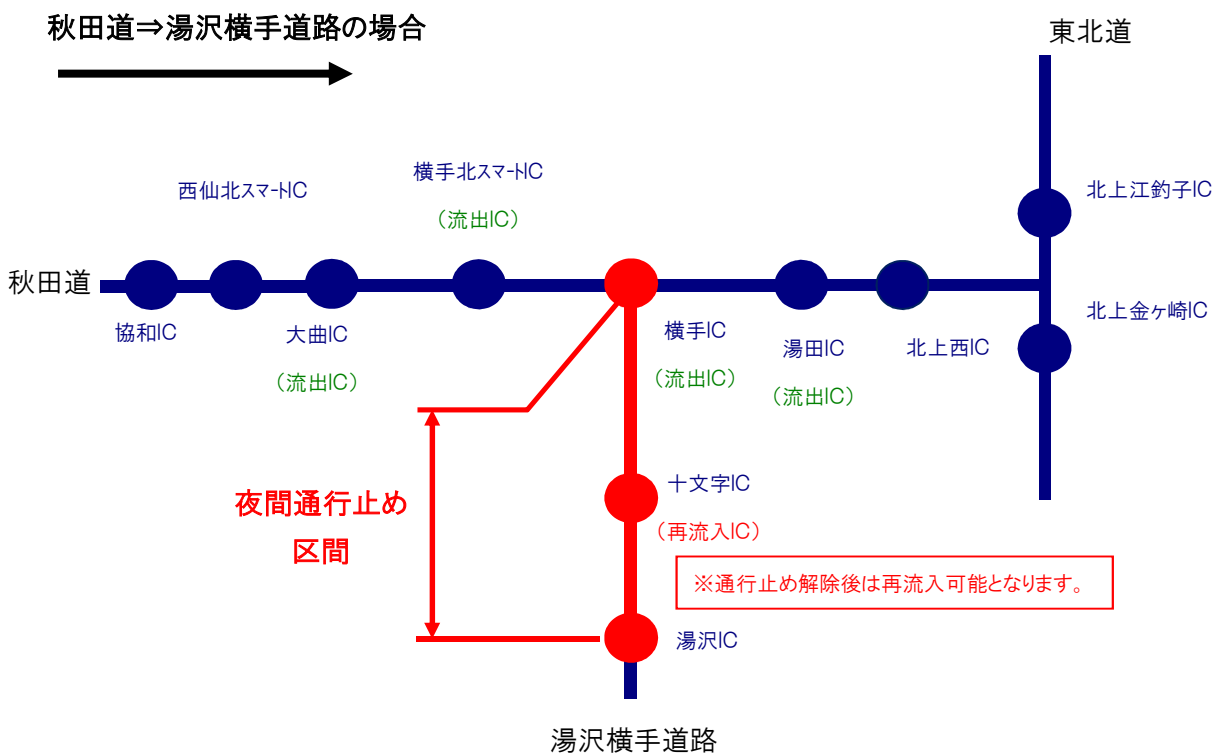 秋田道⇒湯沢横手道路の場合
東北道
西仙北スマートIC
横手北スマートIC
（流出IC）
北上江釣子IC
秋田道
協和IC
大曲IC
（流出IC）
横手IC
（流出IC）
湯田IC
（流出IC）
北上西IC
北上金ヶ崎IC
夜間通行止め
区間
十文字IC
（再流入IC）
※通行止め解除後は再流入可能となります。
湯沢IC
湯沢横手道路